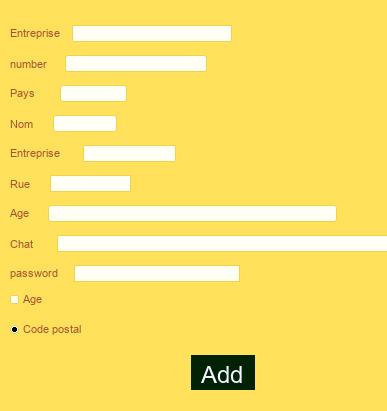 Entreprise
number
Pays
Nom
Entreprise
Rue
Age
Chat
password
Age
Code postal
Add